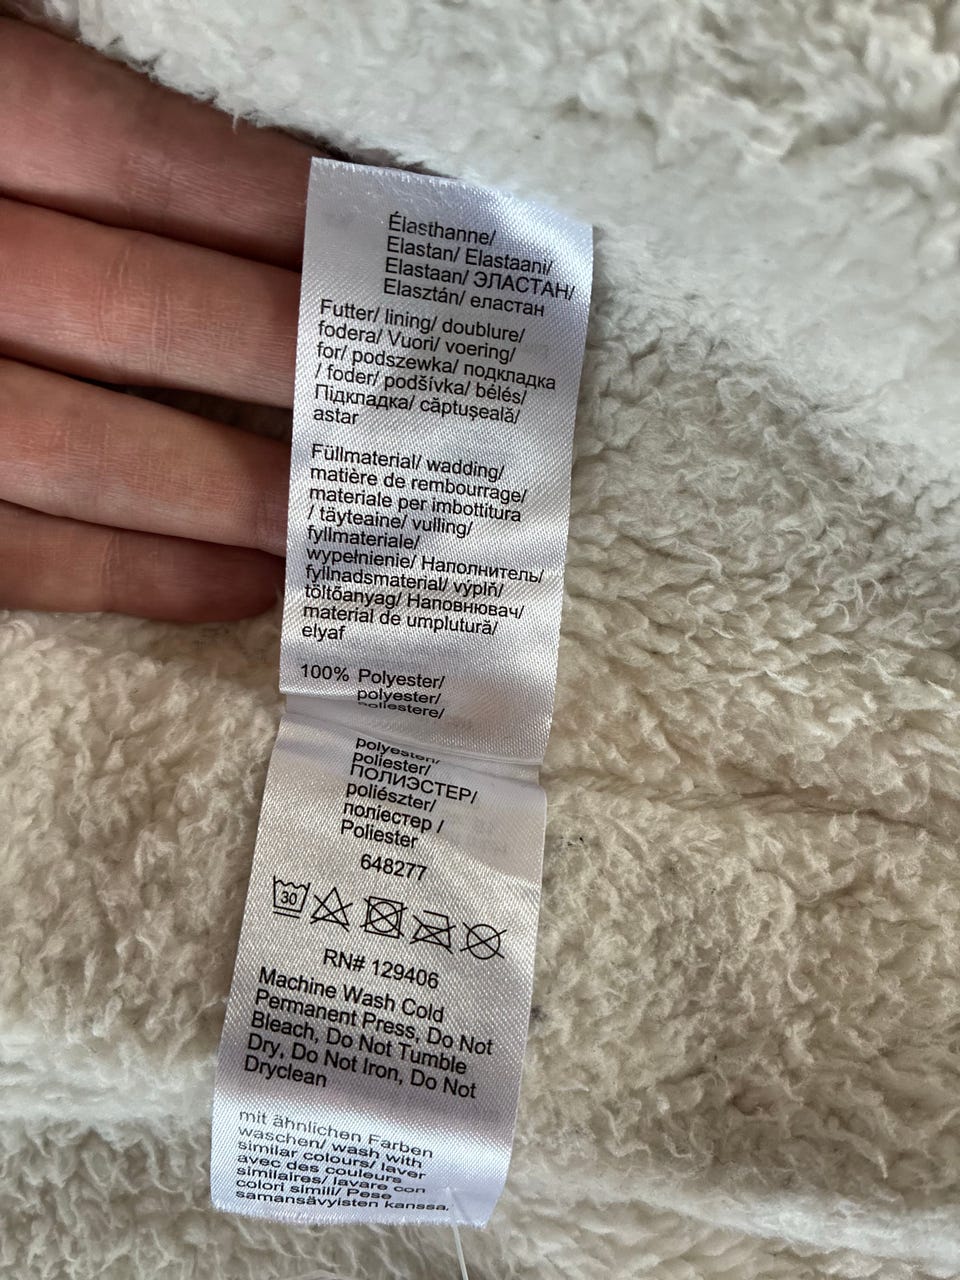 Élasthanne/
Elastan/ Elastaani/
Elastaan/ ЭЛАСТАН/
Elasztán/ еластан
Futter/ lining/ doublure/
fodera/ Vuori/ voering/
for/ podszewka/ подкладка
/ foder/ podšívka/ bélés/
Підкладка/ căptuşeală/
astar
Füllmaterial/ wadding/
matière de rembourrage/
materiale per imbottitura
/ täyteaine/ vulling/
fyllmateriale/
wypełnienie/ Наполнитель/
fyllnadsmaterial/ výplň/
töltőanyag/ Наповнювач/
material de umplutură/
elyaf
100% Polyester/
polyester/
poliestere/
polyesteri/
poliester/
ПОЛИЭСТЕР/
poliészter/
поліестер /
Poliester
648277
30
RN# 129406
Machine Wash Cold
Permanent Press, Do Not
Bleach, Do Not Tumble
Dry, Do Not Iron, Do Not
Dryclean
mit ähnlichen Farben
waschen/ wash with
similar colours/ laver
avec des couleurs
similaires/ lavare con
colori simili/ Pese
samansävyisten kanssa.